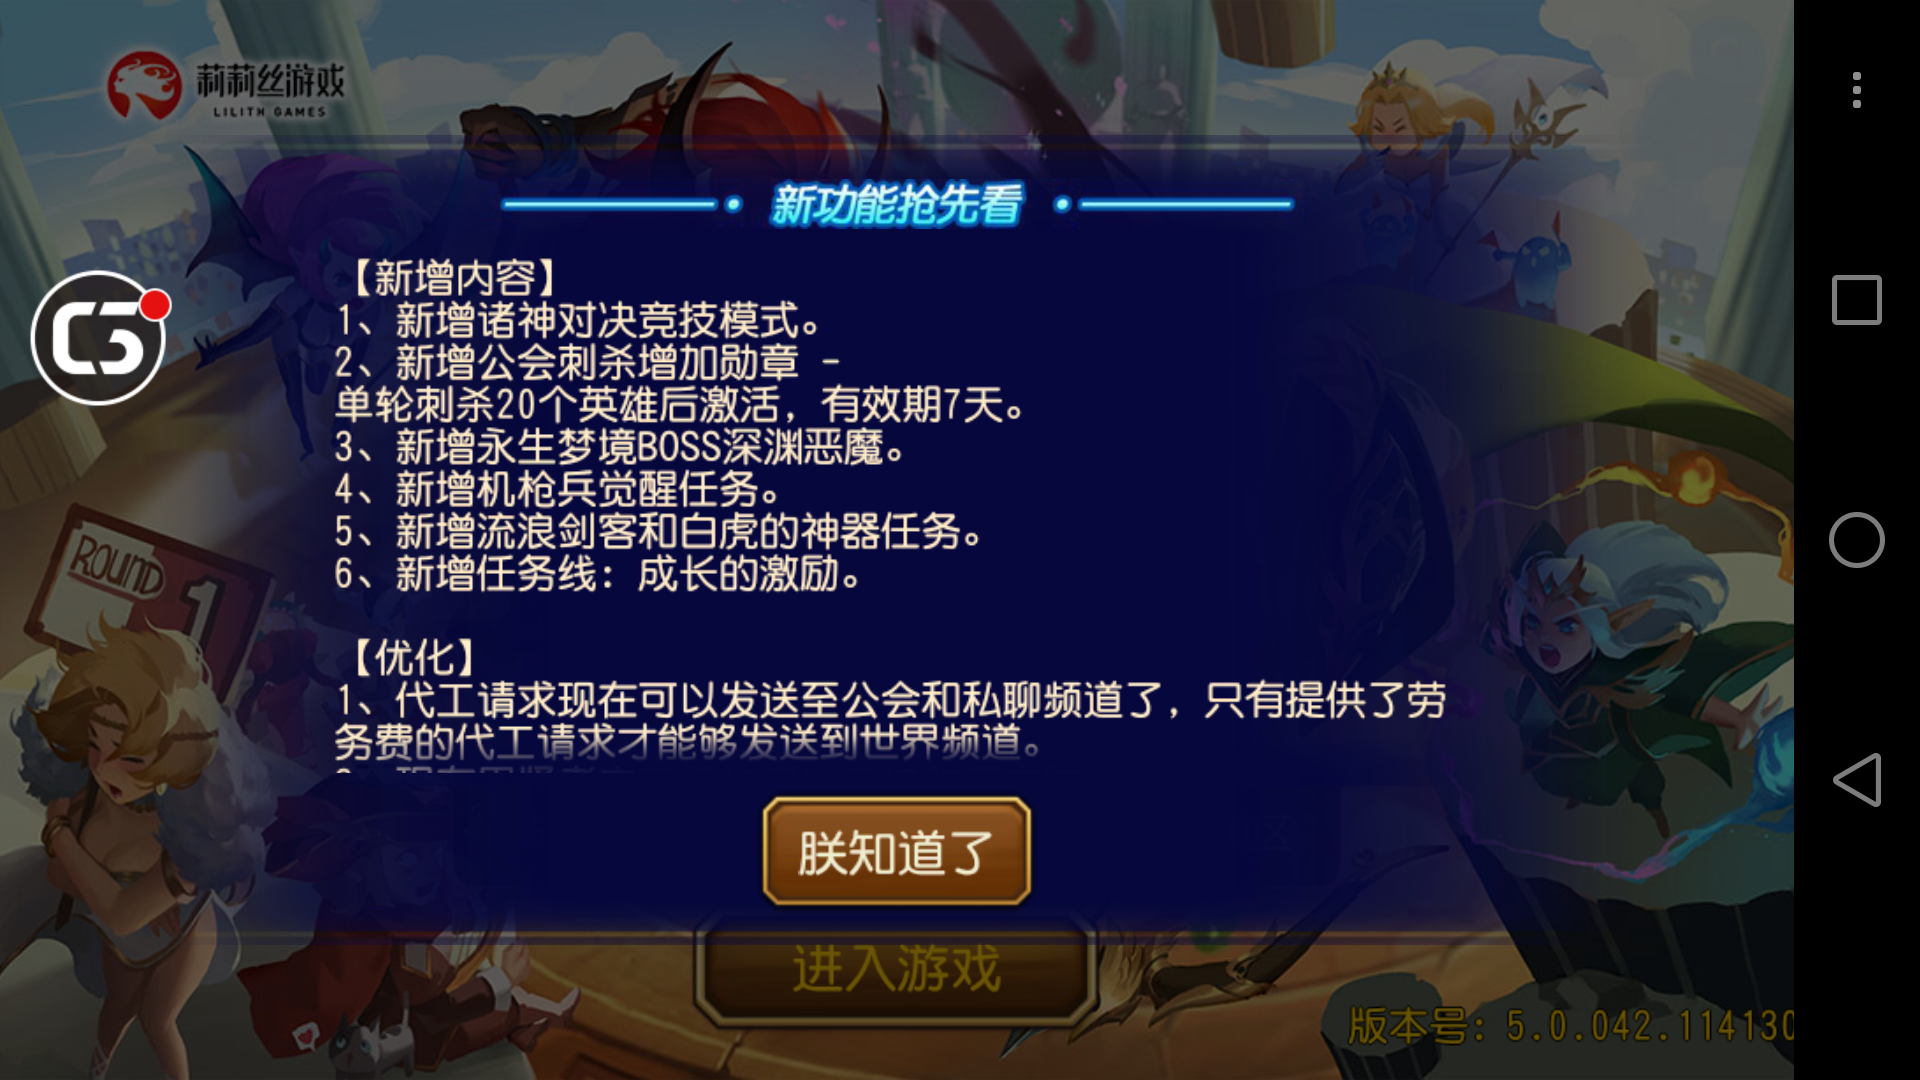 莉莉丝游戏
LILITH GAMES
新功能抢先看
【新增内容】
1、新增诸神对决竞技模式。
2、新增公会刺杀增加勋章 -
单轮刺杀20个英雄后激活，有效期7天。
3、新增永生梦境BOSS深渊恶魔。
4、新增机枪兵觉醒任务。
5、新增流浪剑客和白虎的神器任务。
6、新增任务线：成长的激励。
【优化】
1、代工请求现在可以发送至公会和私聊频道了，只有提供了劳
务费的代工请求才能够发送到世界频道。
ROUND 1
朕知道了
进入游戏
版本号：5.0.042.114130